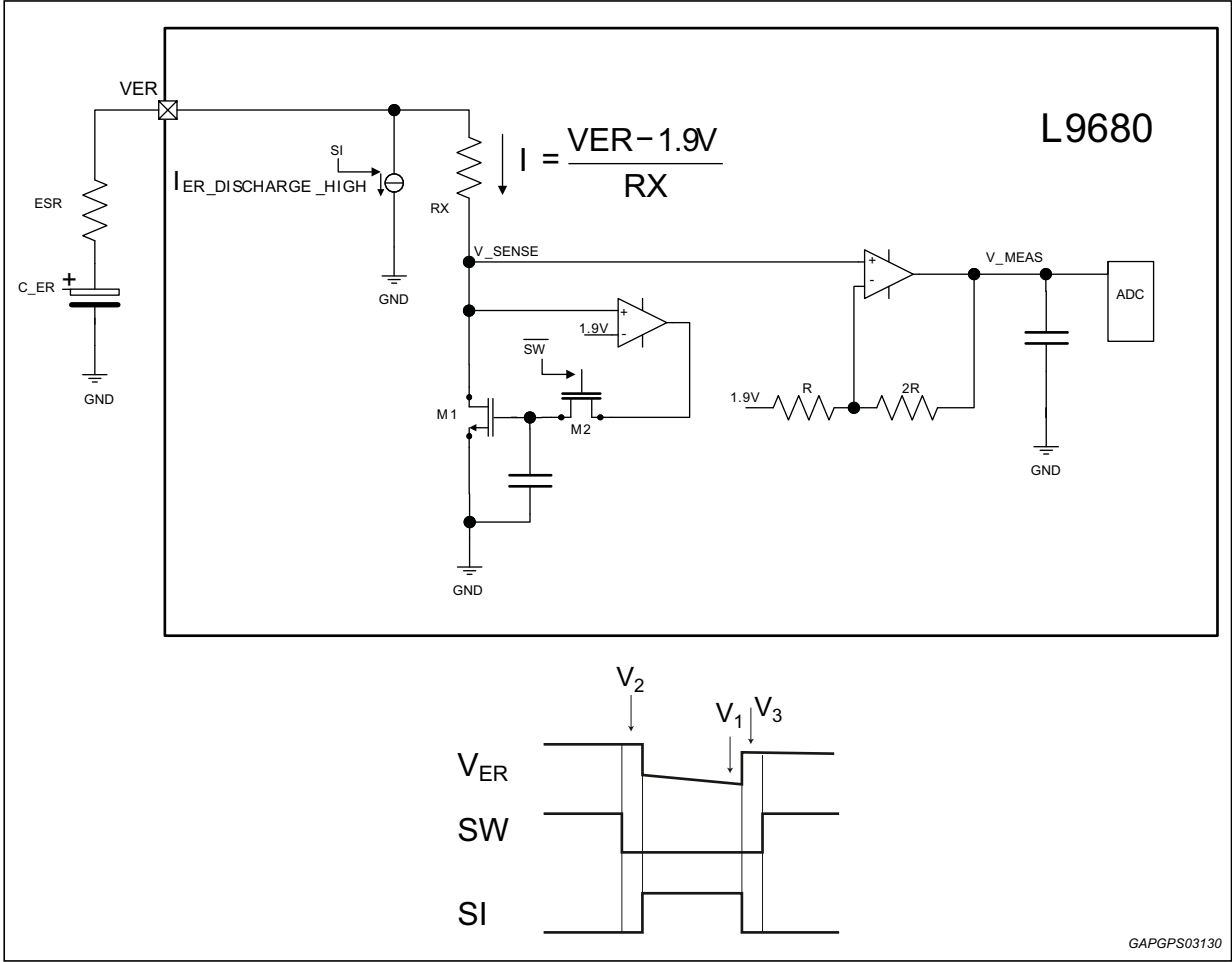 VER
L9680
SI
I = VER−1.9V
RX
IER_DISCHARGE_HIGH
ESR
RX
V_SENSE
V_MEAS
C_ER
+
GND
+
-
ADC
+
-
1.9V
SW
GND
1.9V
R
2R
M1
M2
GND
GND
V2
V1
V3
VER
SW
SI
GAPGPS03130